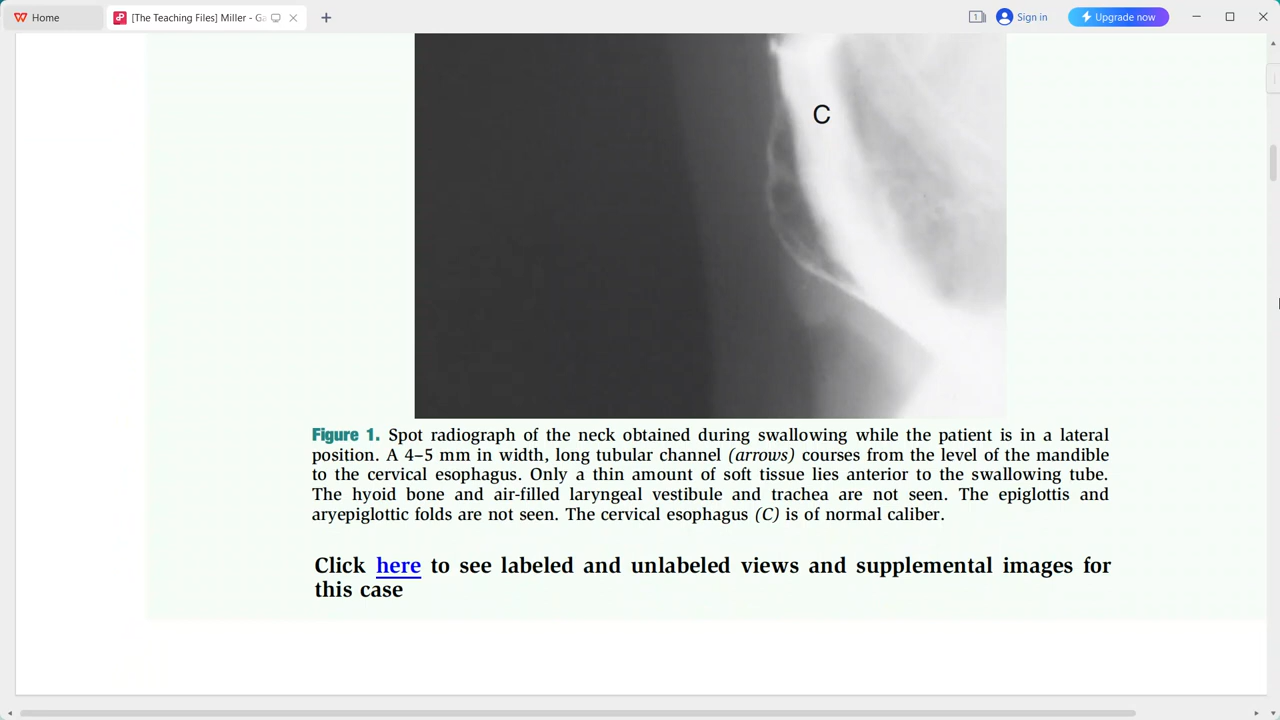 Home
[The Teaching Files] Miller - Ga
1
Sign in
Upgrade now
C
Figure 1. Spot radiograph of the neck obtained during swallowing while the patient is in a lateral
position. A 4–5 mm in width, long tubular channel (arrows) courses from the level of the mandible
to the cervical esophagus. Only a thin amount of soft tissue lies anterior to the swallowing tube.
The hyoid bone and air-filled laryngeal vestibule and trachea are not seen. The epiglottis and
aryepiglottic folds are not seen. The cervical esophagus (C) is of normal caliber.
Click here to see labeled and unlabeled views and supplemental images for
this case